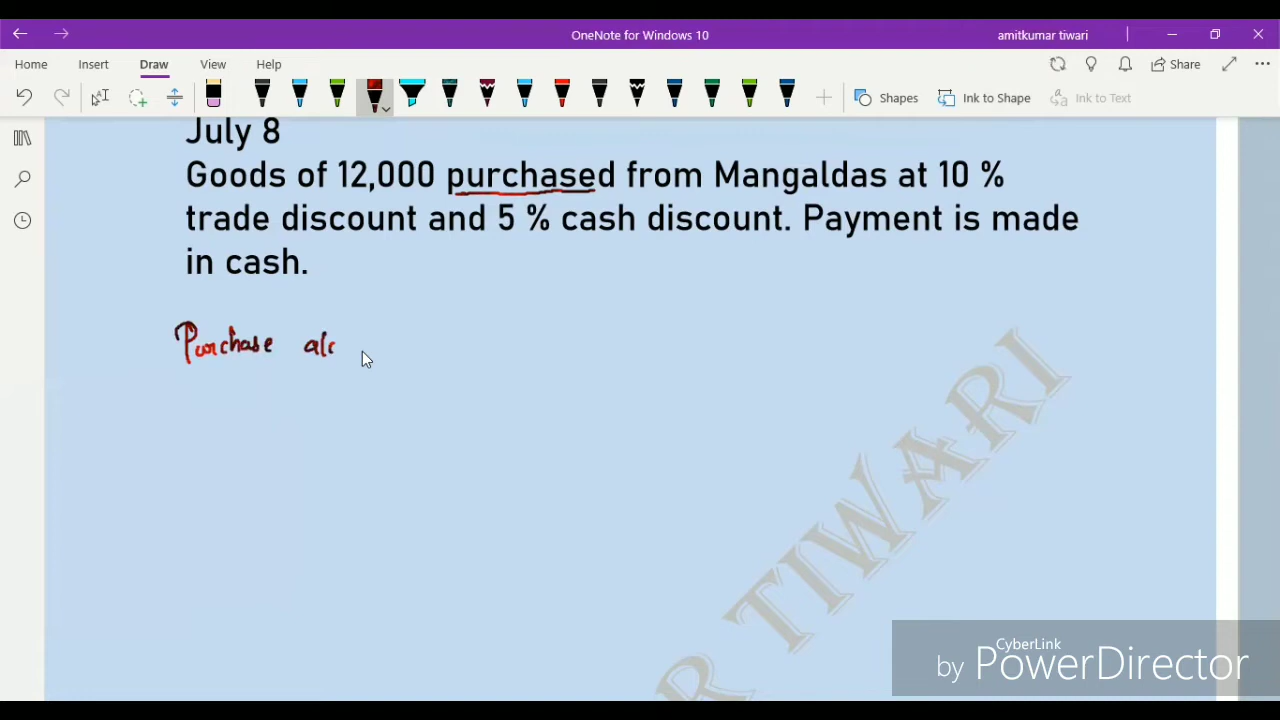 OneNote for Windows 10
amitkumar tiwari
Home Insert Draw View Help
Share
Shapes Ink to Shape Ink to Text
July 8
Goods of 12,000 purchased from Mangaldas at 10 %
trade discount and 5 % cash discount. Payment is made
in cash.
Purchase a/c
R TIWARI
CyberLink
by PowerDirector